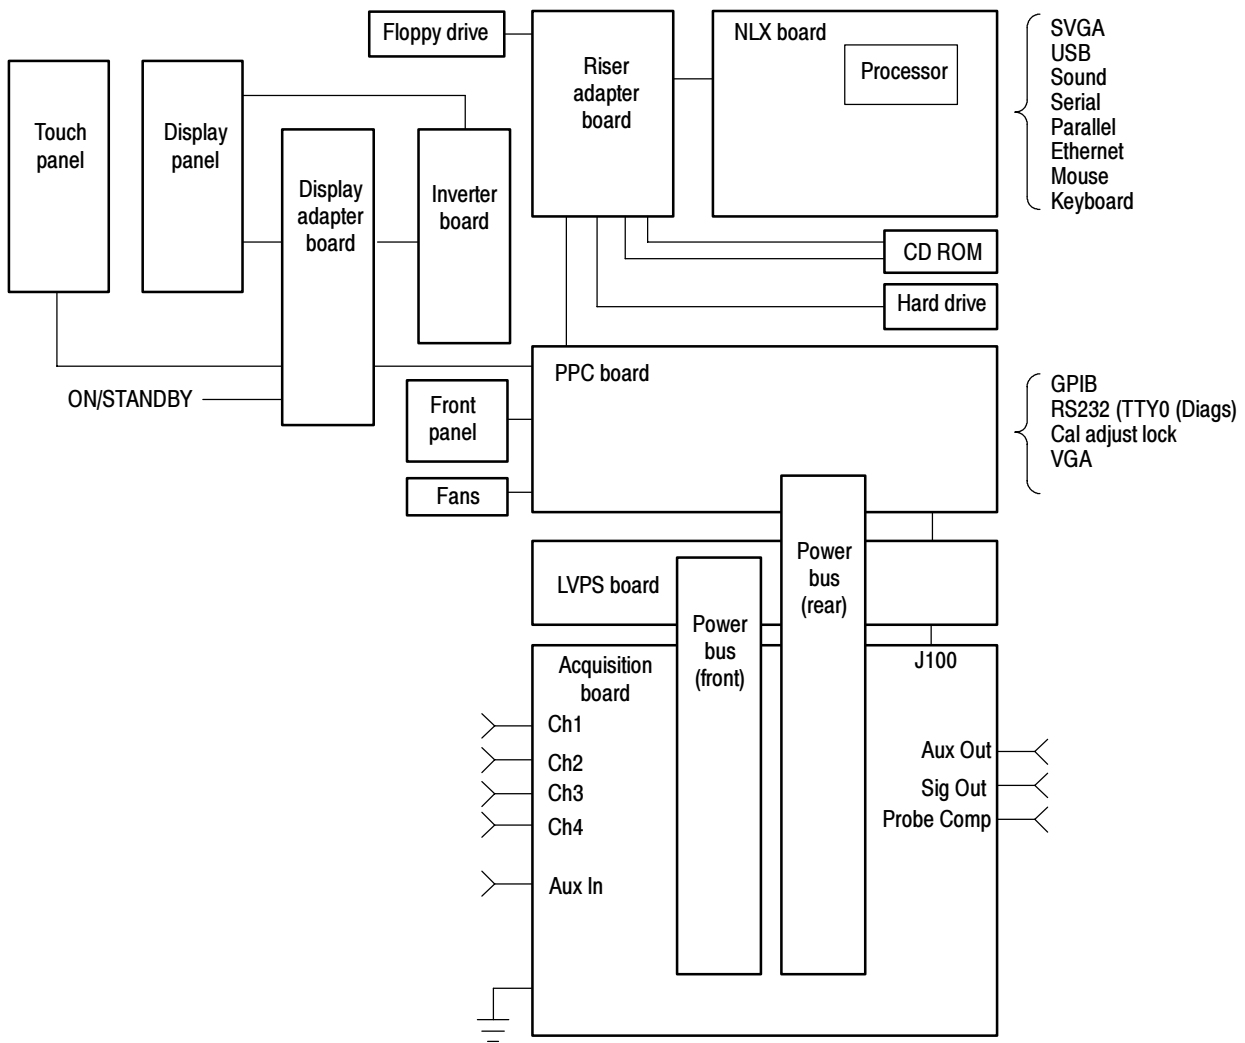 Floppy drive
Riser
adapter
board
NLX board
Processor
SVGA
USB
Sound
Serial
Parallel
Ethernet
Mouse
Keyboard
Touch
panel
Display
panel
Display
adapter
board
Inverter
board
CD ROM
Hard drive
ON/STANDBY
PPC board
Front
panel
Fans
GPIB
RS232 (TTY0 (Diags)
Cal adjust lock
VGA
LVPS board
Power
bus
(rear)
Power
bus
(front)
Acquisition
board
J100
Ch1
Ch2
Ch3
Ch4
Aux In
Aux Out
Sig Out
Probe Comp